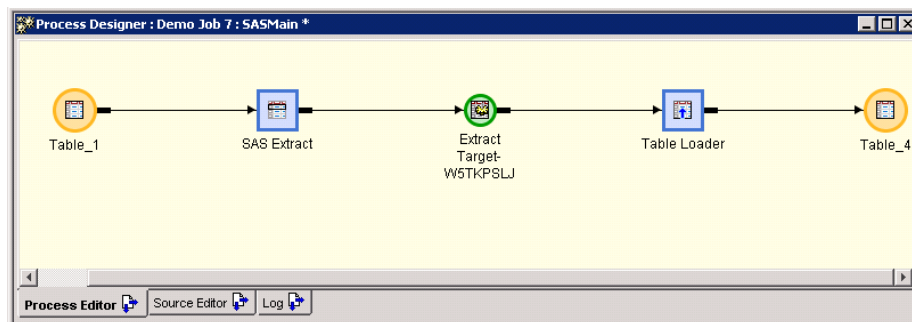 Process Designer : Demo Job 7 : SASMain *
Table_1
SAS Extract
Extract
Target-
W5TKPSLJ
Table Loader
Table_4
Process Editor
Source Editor
Log